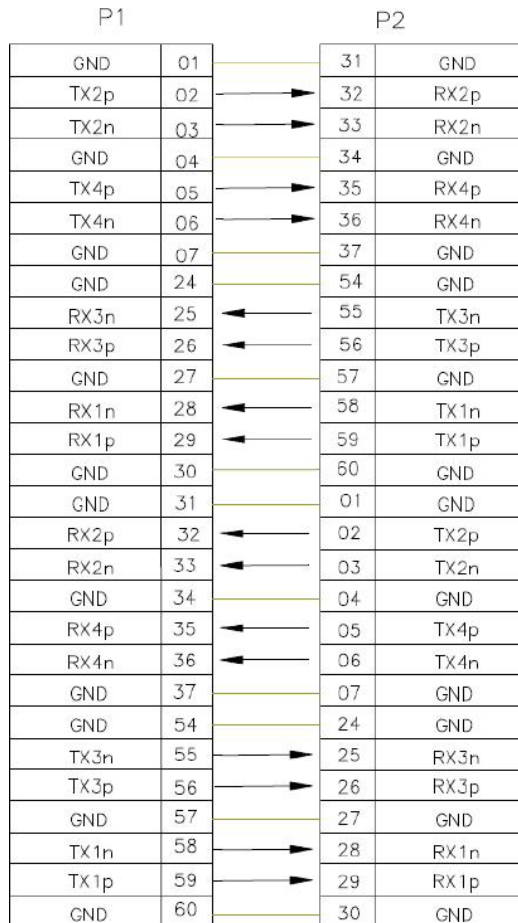 P1 P2
GND 01 31 GND
TX2p 02 32 RX2p
TX2n 03 33 RX2n
GND 04 34 GND
TX4p 05 35 RX4p
TX4n 06 36 RX4n
GND 07 37 GND
GND 24 54 GND
RX3n 25 55 TX3n
RX3p 26 56 TX3p
GND 27 57 GND
RX1n 28 58 TX1n
RX1p 29 59 TX1p
GND 30 60 GND
GND 31 01 GND
RX2p 32 02 TX2p
RX2n 33 03 TX2n
GND 34 04 GND
RX4p 35 05 TX4p
RX4n 36 06 TX4n
GND 37 07 GND
GND 54 24 GND
TX3n 55 25 RX3n
TX3p 56 26 RX3p
GND 57 27 GND
TX1n 58 28 RX1n
TX1p 59 29 RX1p
GND 60 30 GND